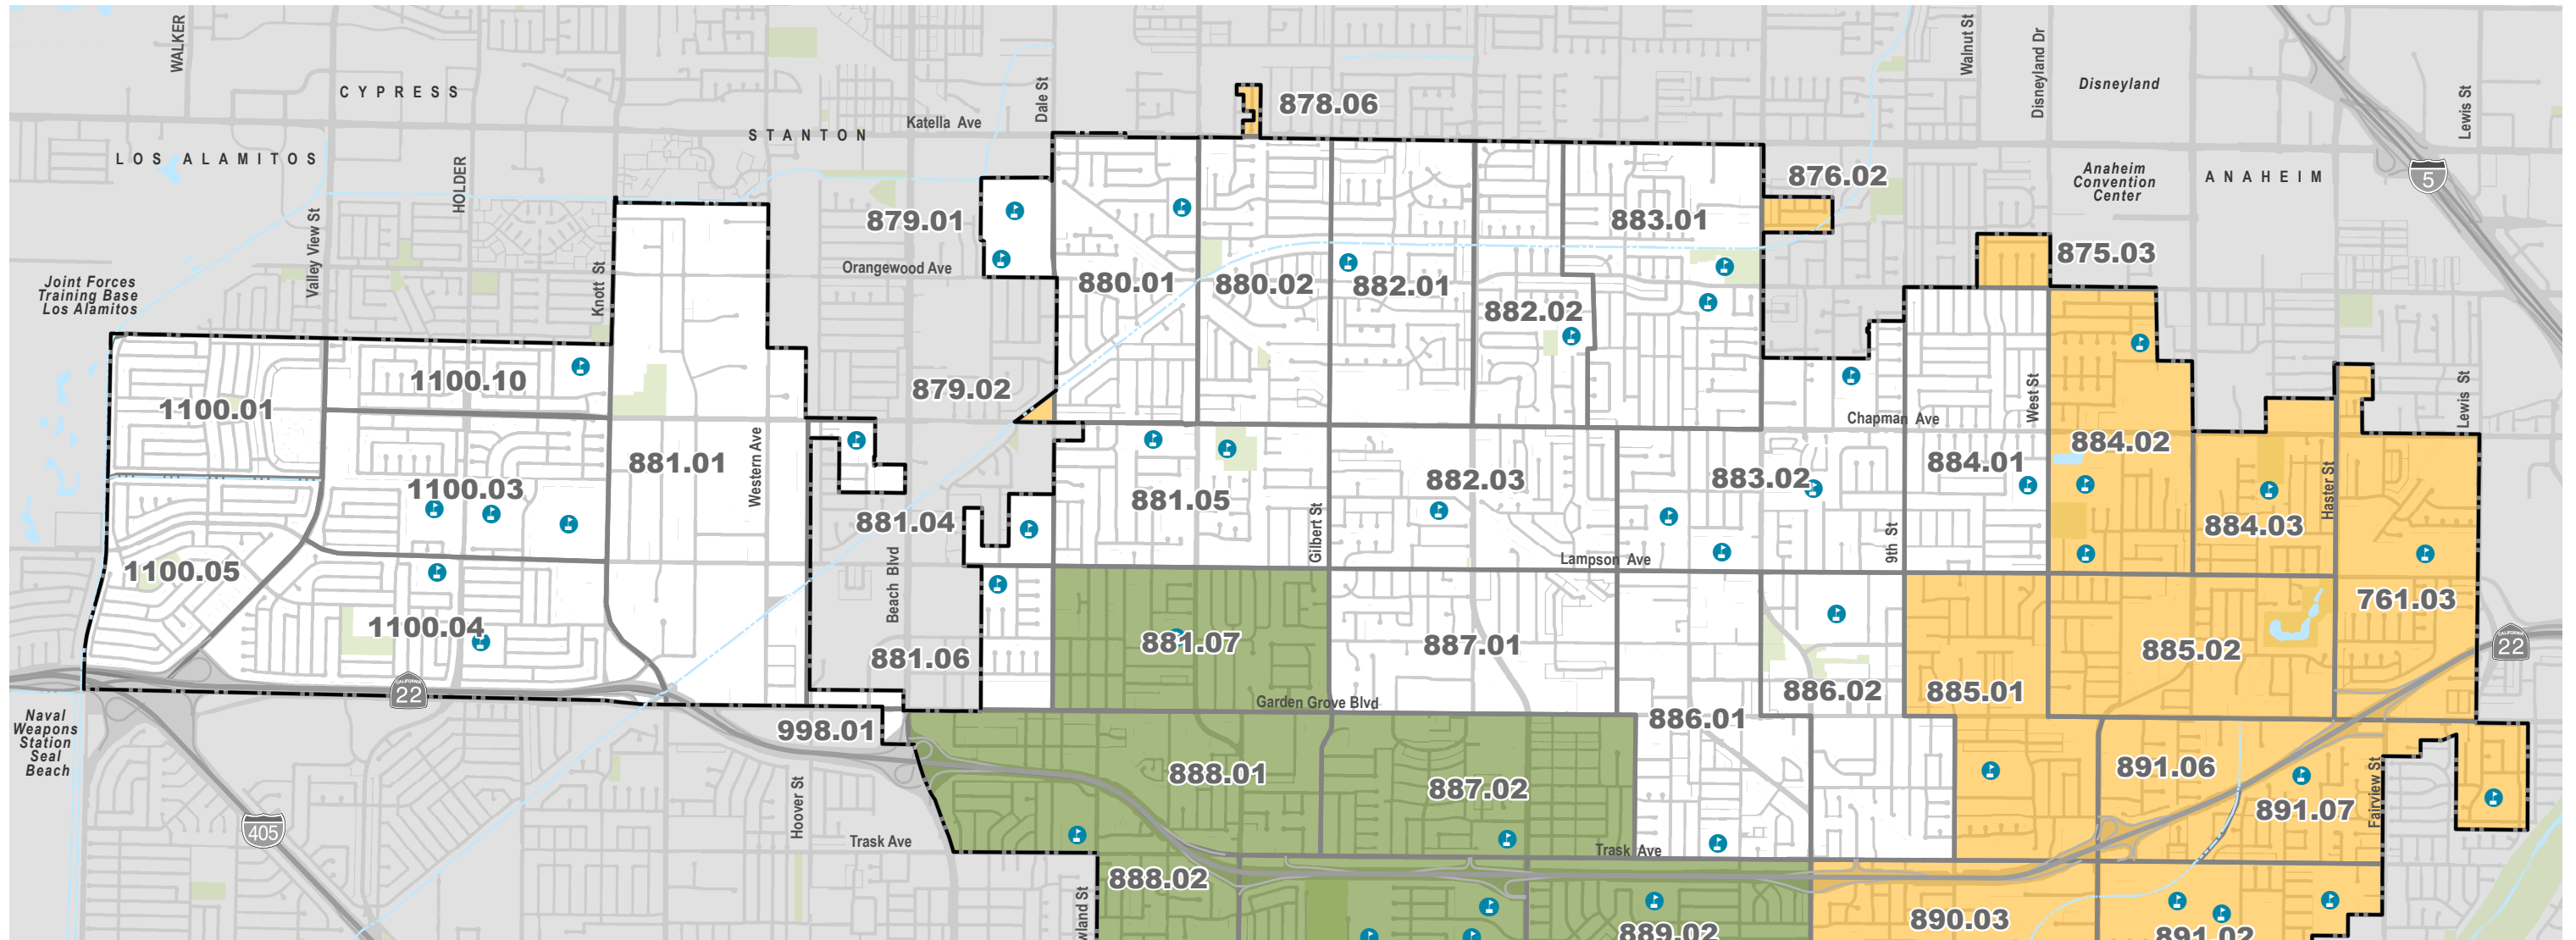 WALKER
CYPRESS
LOS ALAMITOS
STANTON
Katella Ave
Dale St
878.06
Walnut St
Disneyland Dr
Disneyland
Lewis St
HOLDER
Valley View St
Knott St
879.01
Orangewood Ave
880.01
880.02
882.01
882.02
883.01
876.02
Anaheim
Convention
Center
ANAHEIM
5
875.03
Joint Forces
Training Base
Los Alamitos
1100.01
1100.10
879.02
West St
Chapman Ave
Lewis St
881.01
Western Ave
1100.03
881.04
881.05
Gilbert St
882.03
883.02
884.01
884.02
884.03
Haster St
1100.05
Beach Blvd
Lampson Ave
9th St
761.03
1100.04
881.06
881.07
887.01
886.02
885.01
885.02
CALIFORNIA
22
CALIFORNIA
22
Garden Grove Blvd
Naval
Weapons
Station
Seal
Beach
998.01
886.01
888.01
887.02
891.06
891.07
Fairview St
405
Hoover St
Trask Ave
Trask Ave
888.02
wland St
889.02
890.03
891.02